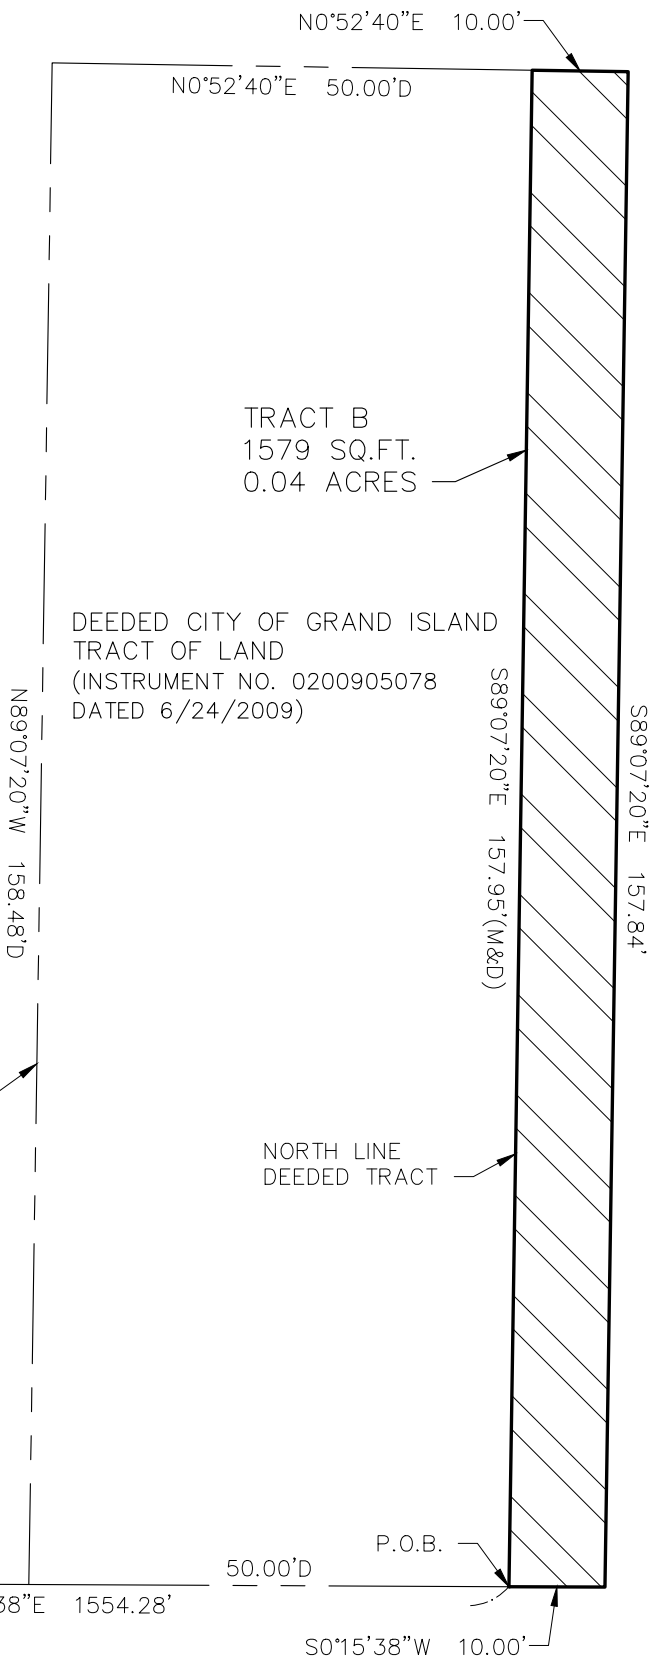 N0°52'40"E 10.00'
N0°52'40"E 50.00'D
TRACT B
1579 SQ.FT.
0.04 ACRES
DEEDED CITY OF GRAND ISLAND
TRACT OF LAND
(INSTRUMENT NO. 0200905078
DATED 6/24/2009)
N89°07'20"W 158.48'D
S89°07'20"E 157.95'(M&D)
S89°07'20"E 157.84'
NORTH LINE
DEEDED TRACT
P.O.B.
50.00'D
38"E 1554.28'
S0°15'38"W 10.00'